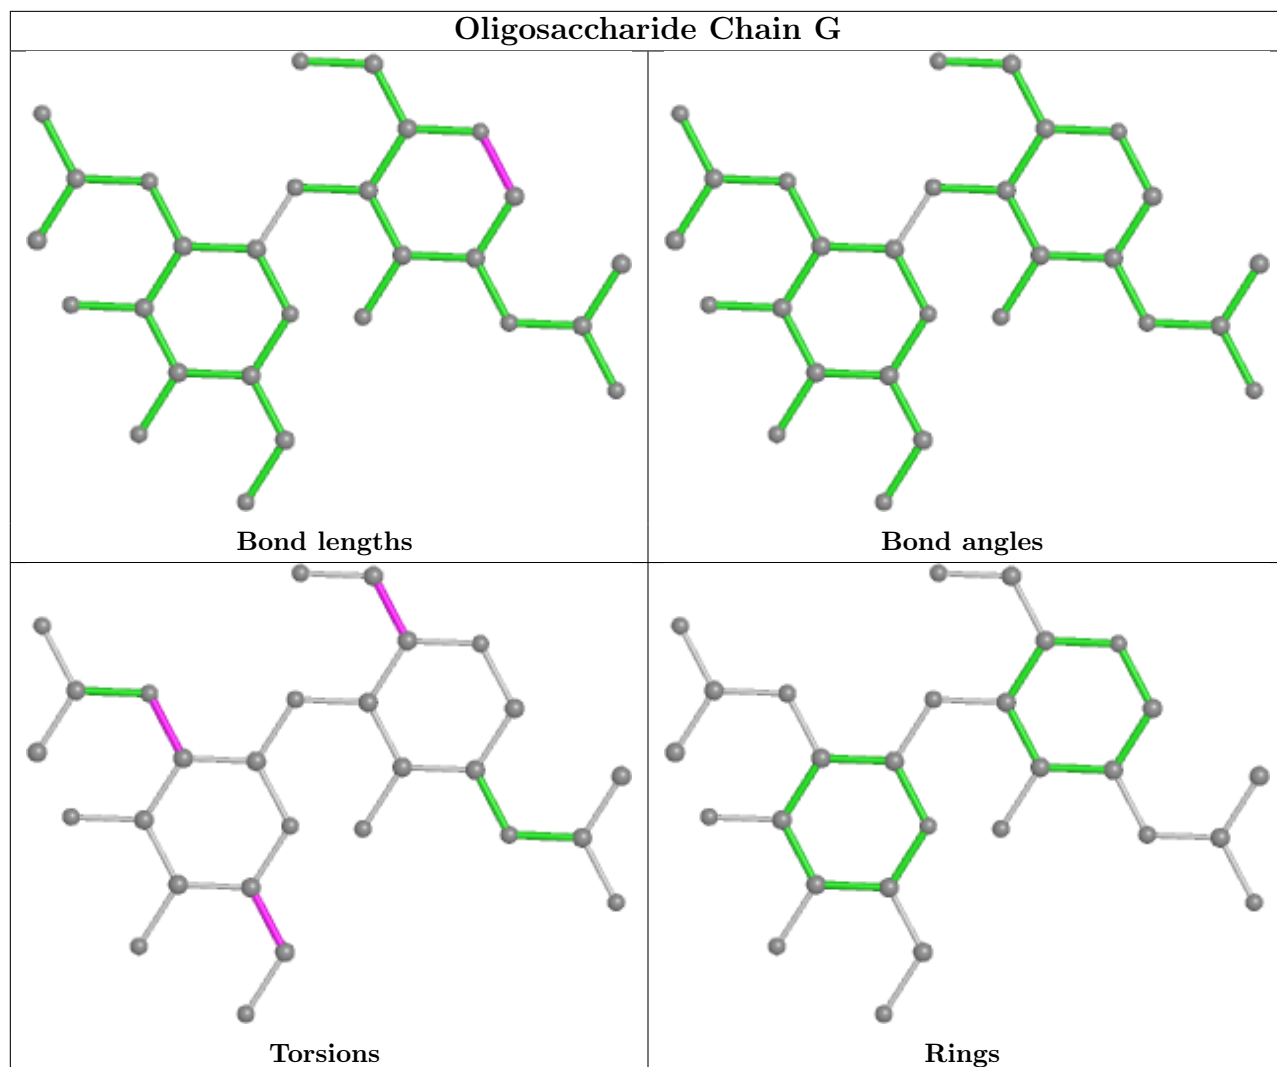 Oligosaccharide Chain G
Bond lengths
Bond angles
Torsions
Rings